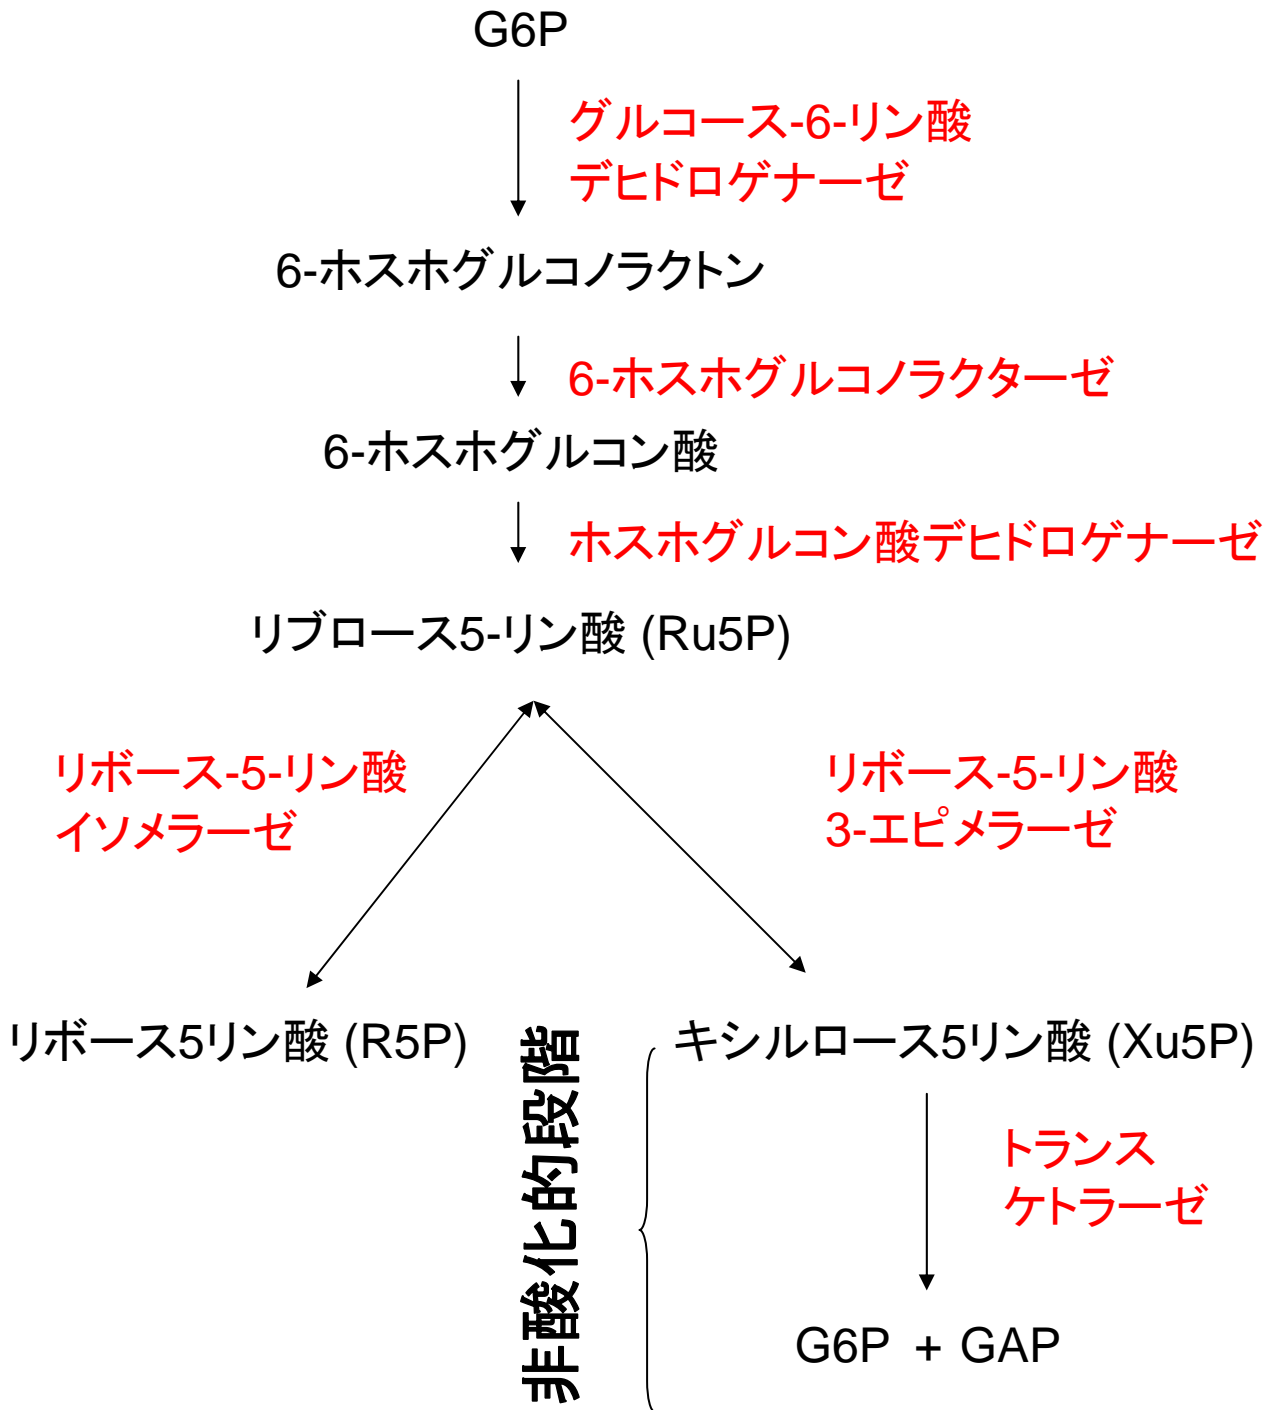 G6P
グルコース-6-リン酸
デヒドロゲナーゼ
6-ホスホグルコノラクトン
6-ホスホグルコノラクターゼ
6-ホスホグルコン酸
ホスホグルコン酸デヒドロゲナーゼ
リブロース5-リン酸 (Ru5P)
リボース-5-リン酸
イソメラーゼ
リボース-5-リン酸
3-エピメラーゼ
リボース5リン酸 (R5P)
キシルロース5リン酸 (Xu5P)
非酸化的段階
トランス
ケトラーゼ
G6P + GAP